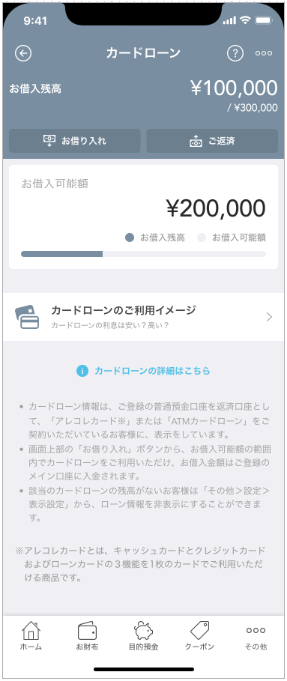 9:41
カードローン
お借入残高
¥100,000
/ ¥300,000
お借り入れ
ご返済
お借入可能額
¥200,000
お借入残高 お借入可能額
カードローンのご利用イメージ
カードローンの利息は安い？高い？
カードローンの詳細はこちら
• カードローン情報は、ご登録の普通預金口座を返済口座と
し、「アレコレカード※」または「ATMカードローン」をご
契約いただいているお客様に、表示をしています。
• 画面上部の「お借り入れ」ボタンから、お借入可能額の範囲
内でカードローンをご利用いただけ、お借入金額はご登録の
メイン口座に入金されます。
• 該当のカードローンの残高がないお客様は「その他＞設定＞
表示設定」から、ローン情報を非表示にすることができま
す。
※アレコレカードとは、キャッシュカードとクレジットカード
およびローンカードの３機能を1枚のカードでご利用いただ
ける商品です。
ホーム
お財布
目的預金
クーポン
その他